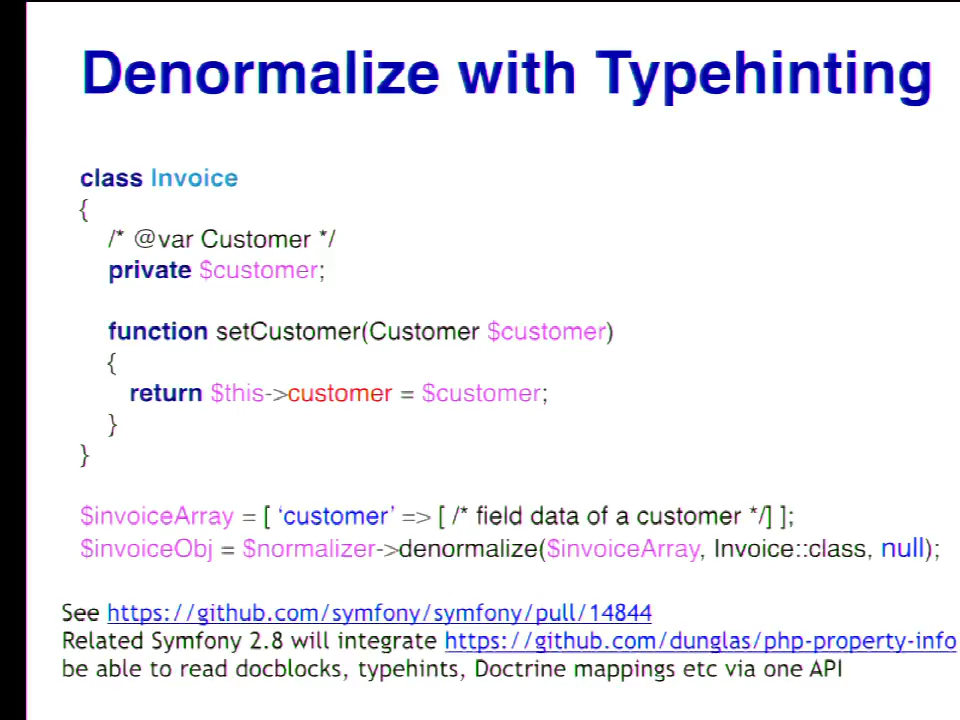 Denormalize with Typehinting
class Invoice
{
/* @var Customer */
private $customer;
function setCustomer(Customer $customer)
{
return $this->customer = $customer;
}
}
$invoiceArray = [ ‘customer’ => [ /* field data of a customer */] ];
$invoiceObj = $normalizer->denormalize($invoiceArray, Invoice::class, null);
See https://github.com/symfony/symfony/pull/14844
Related Symfony 2.8 will integrate https://github.com/dunglas/php-property-info
be able to read docblocks, typehints, Doctrine mappings etc via one API